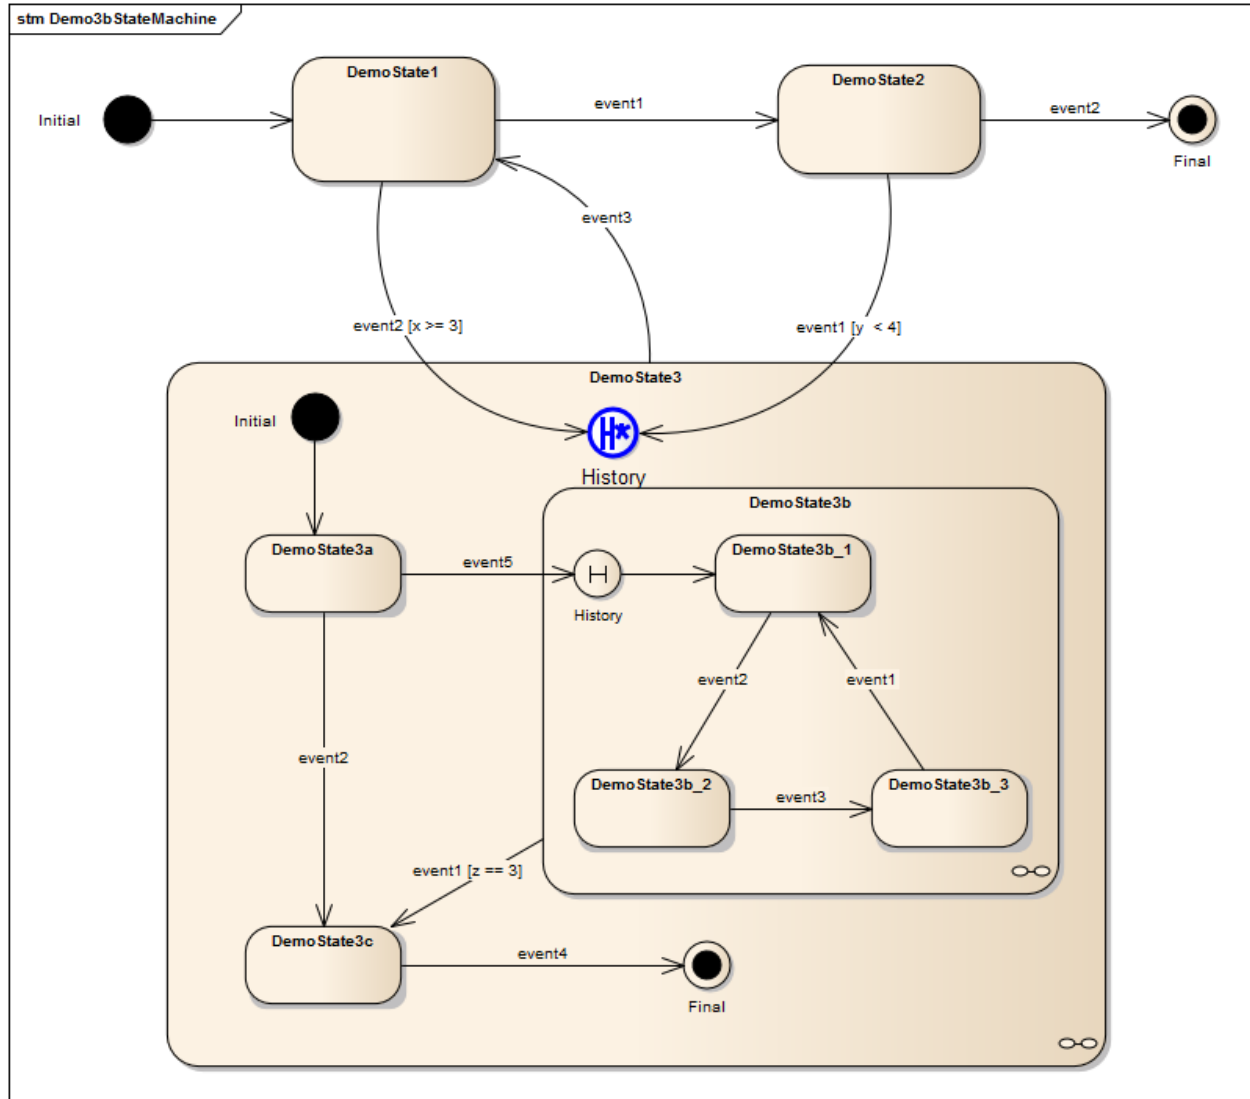 stm Demo3bStateMachine
DemoState1
DemoState2
event1
event2
Initial
Final
event3
event2 [x >= 3]
event1 [y < 4]
DemoState3
Initial
H*
History
DemoState3b
DemoState3a
DemoState3b_1
event5
H
History
event2
event1
event2
DemoState3b_2
event3
DemoState3b_3
event1 [z == 3]
DemoState3c
event4
Final